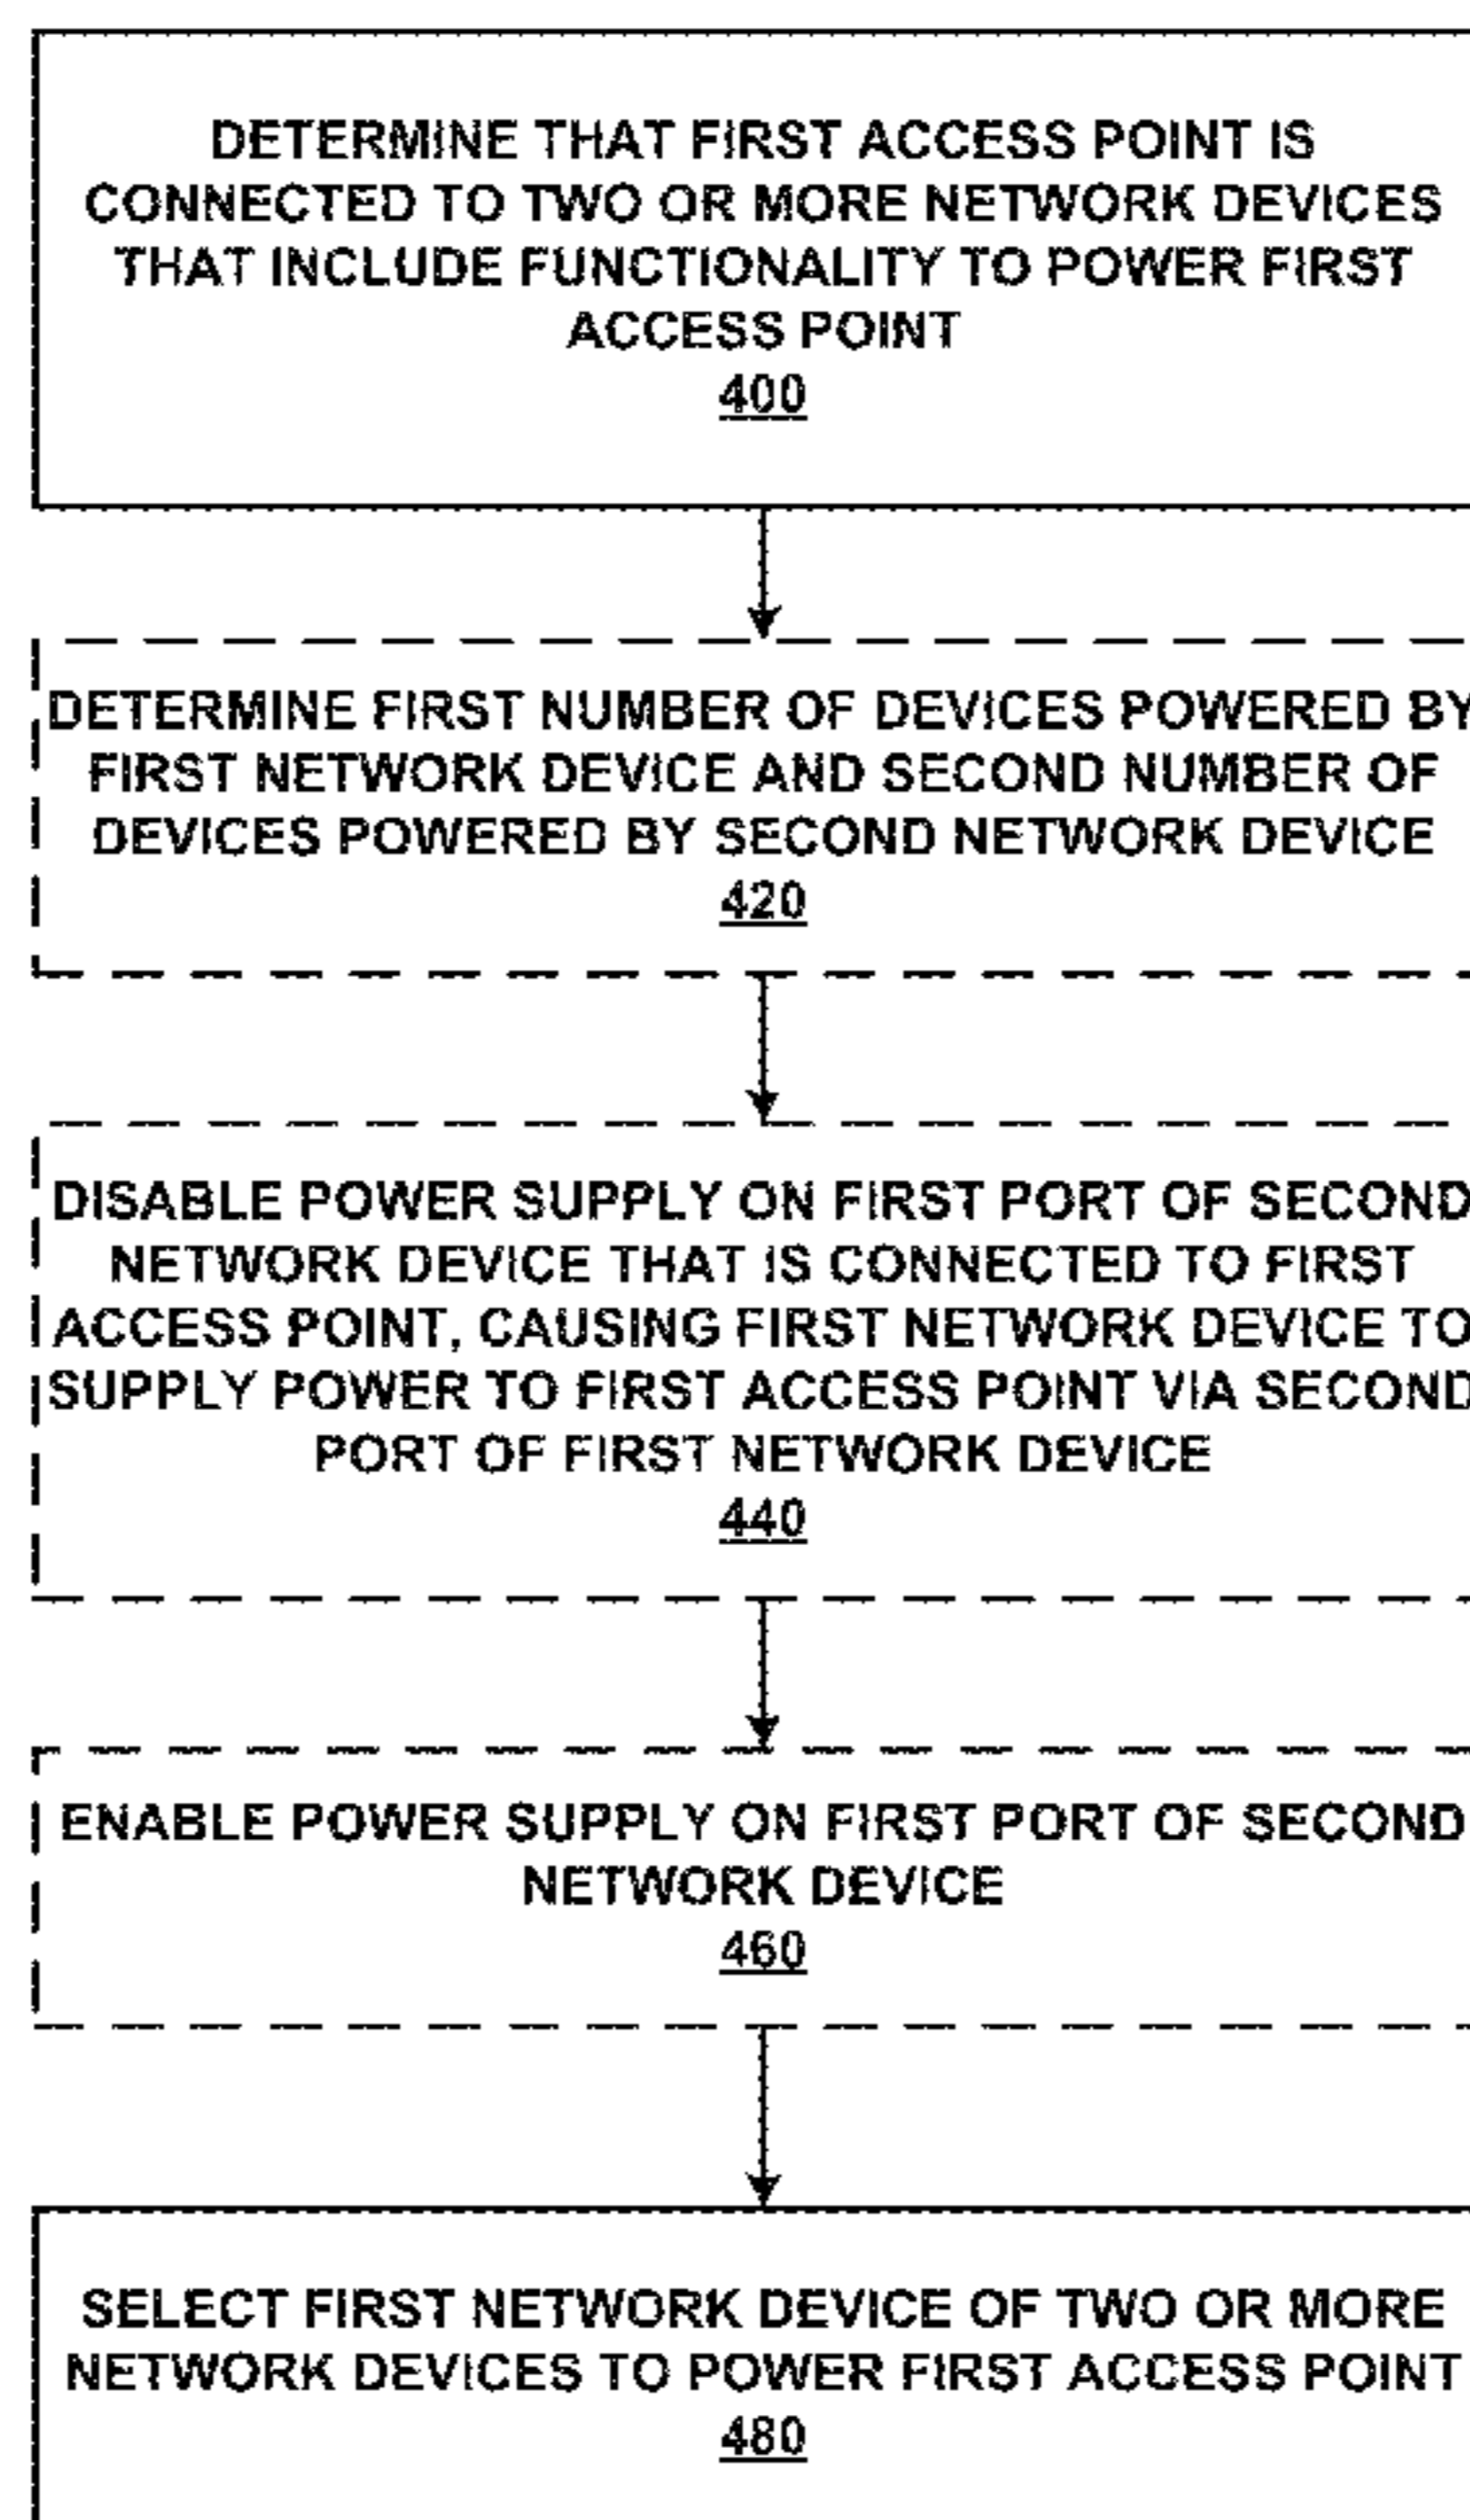 DETERMINE THAT FIRST ACCESS POINT IS
CONNECTED TO TWO OR MORE NETWORK DEVICES
THAT INCLUDE FUNCTIONALITY TO POWER FIRST
ACCESS POINT
400
DETERMINE FIRST NUMBER OF DEVICES POWERED BY
FIRST NETWORK DEVICE AND SECOND NUMBER OF
DEVICES POWERED BY SECOND NETWORK DEVICE
420
DISABLE POWER SUPPLY ON FIRST PORT OF SECOND
NETWORK DEVICE THAT IS CONNECTED TO FIRST
ACCESS POINT, CAUSING FIRST NETWORK DEVICE TO
SUPPLY POWER TO FIRST ACCESS POINT VIA SECOND
PORT OF FIRST NETWORK DEVICE
440
ENABLE POWER SUPPLY ON FIRST PORT OF SECOND
NETWORK DEVICE
460
SELECT FIRST NETWORK DEVICE OF TWO OR MORE
NETWORK DEVICES TO POWER FIRST ACCESS POINT
480